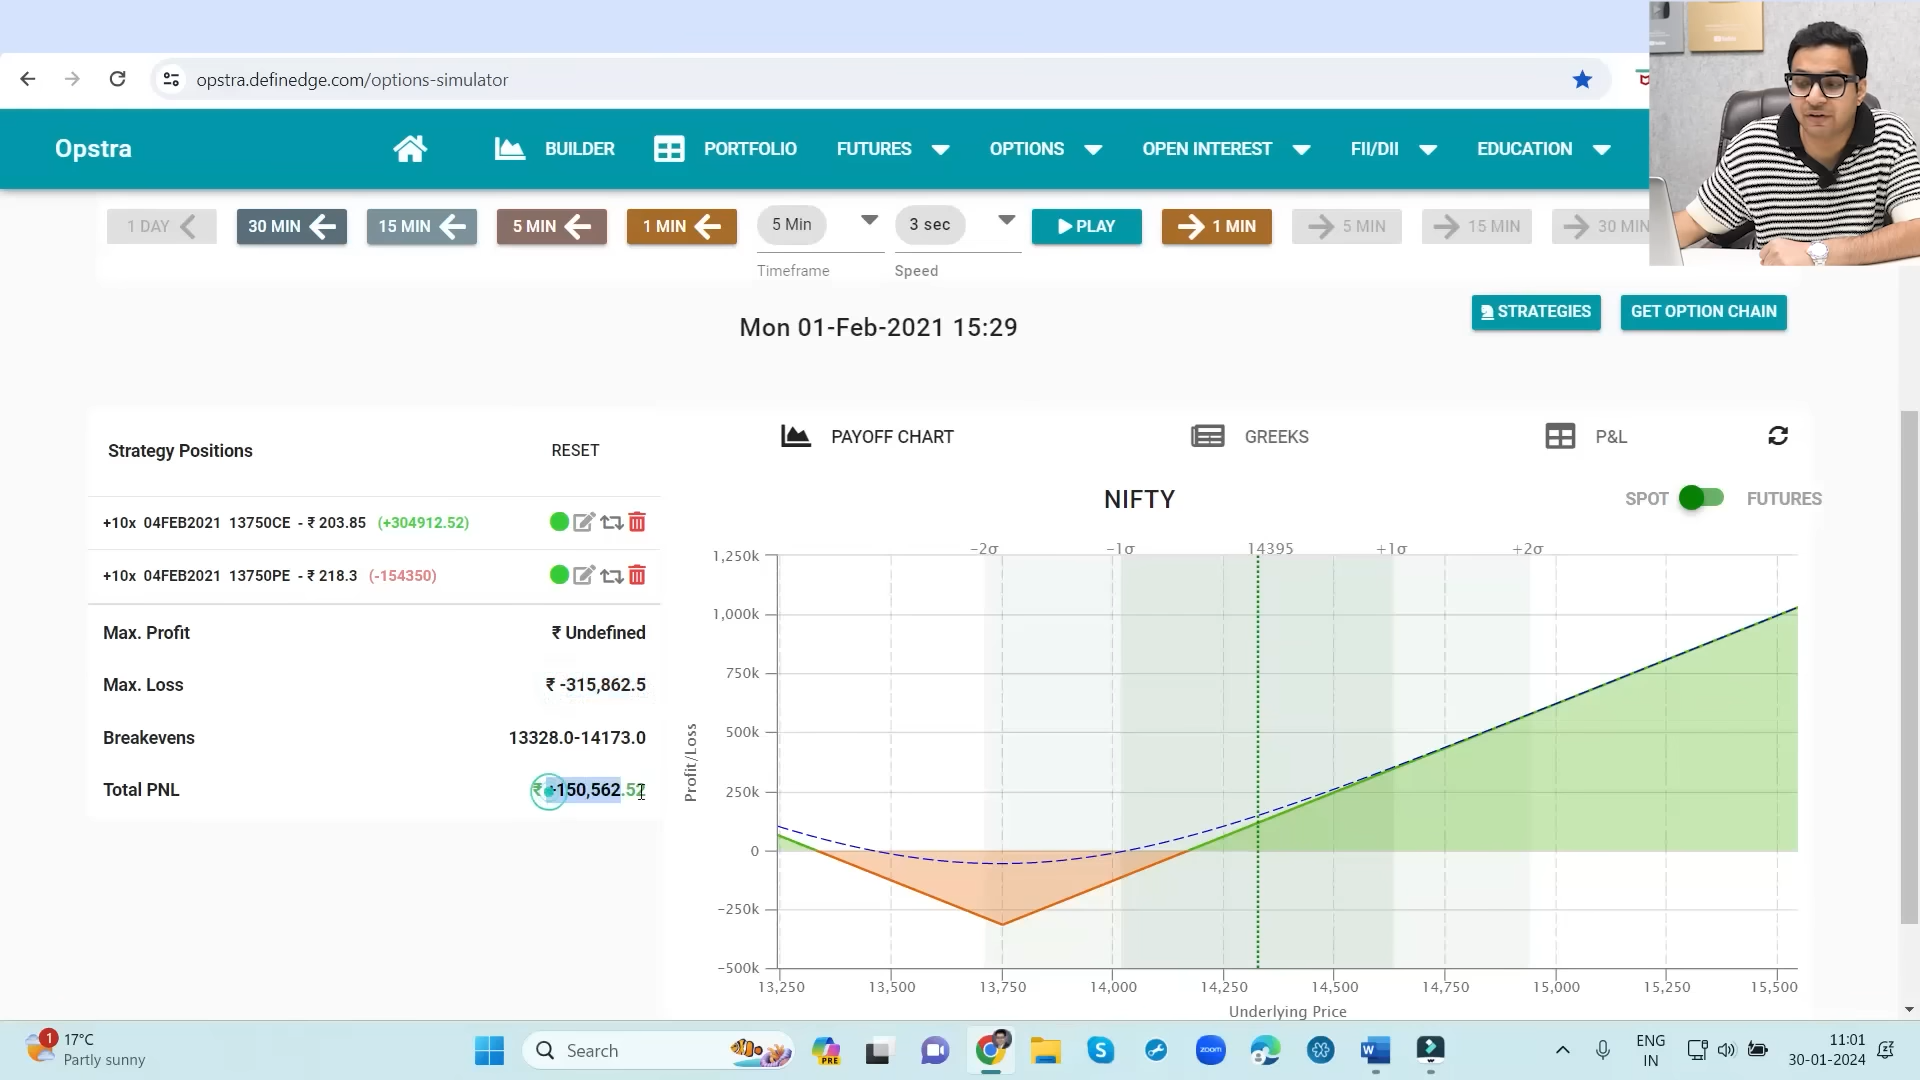 opstra.definedge.com/options-simulator
Opstra
BUILDER
PORTFOLIO
FUTURES
OPTIONS
OPEN INTEREST
FII/DII
EDUCATION
1 DAY
30 MIN
15 MIN
5 MIN
1 MIN
5 Min
Timeframe
3 sec
Speed
PLAY
1 MIN
5 MIN
15 MIN
30 MIN
Mon 01-Feb-2021 15:29
STRATEGIES
GET OPTION CHAIN
Strategy Positions
RESET
+10x 04FEB2021 13750CE - ₹ 203.85 (+304912.52)
+10x 04FEB2021 13750PE - ₹ 218.3 (-154350)
Max. Profit
₹ Undefined
Max. Loss
₹ -315,862.5
Breakevens
13328.0-14173.0
Total PNL
₹ +150,562.52
PAYOFF CHART
GREEKS
P&L
NIFTY
SPOT
FUTURES
-2σ
-1σ
14395
+1σ
+2σ
1,250k
1,000k
750k
500k
250k
0
-250k
-500k
Profit/Loss
13,250
13,500
13,750
14,000
14,250
14,500
14,750
15,000
15,250
15,500
Underlying Price
1
17°C
Partly sunny
Search
PRE
zoom
ENG
IN
11:01
30-01-2024